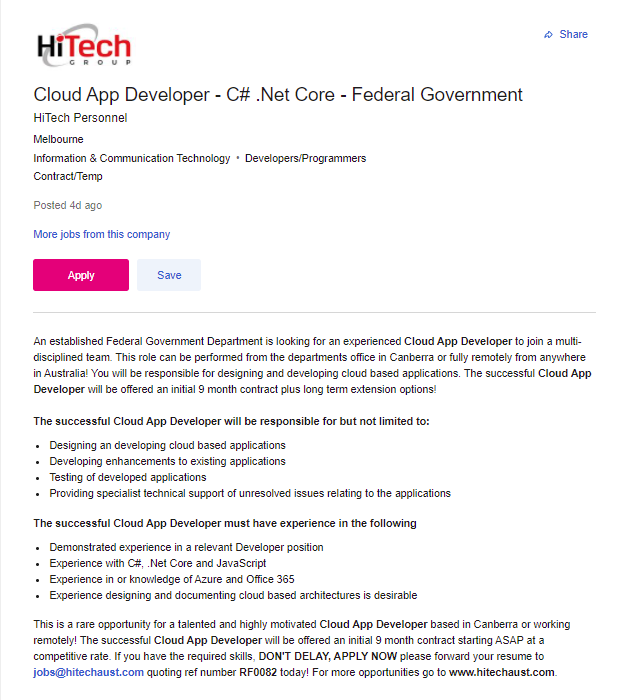 HiTech
GROUP
Share
Cloud App Developer - C# .Net Core - Federal Government
HiTech Personnel
Melbourne
Information & Communication Technology • Developers/Programmers
Contract/Temp
Posted 4d ago
More jobs from this company
Apply
Save
An established Federal Government Department is looking for an experienced Cloud App Developer to join a multi-
disciplined team. This role can be performed from the departments office in Canberra or fully remotely from anywhere
in Australia! You will be responsible for designing and developing cloud based applications. The successful Cloud App
Developer will be offered an initial 9 month contract plus long term extension options!
The successful Cloud App Developer will be responsible for but not limited to:
• Designing an developing cloud based applications
• Developing enhancements to existing applications
• Testing of developed applications
• Providing specialist technical support of unresolved issues relating to the applications
The successful Cloud App Developer must have experience in the following
• Demonstrated experience in a relevant Developer position
• Experience with C#, .Net Core and JavaScript
• Experience in or knowledge of Azure and Office 365
• Experience designing and documenting cloud based architectures is desirable
This is a rare opportunity for a talented and highly motivated Cloud App Developer based in Canberra or working
remotely! The successful Cloud App Developer will be offered an initial 9 month contract starting ASAP at a
competitive rate. If you have the required skills, DON'T DELAY, APPLY NOW please forward your resume to
jobs@hitechaust.com quoting ref number RF0082 today! For more opportunities go to www.hitechaust.com.